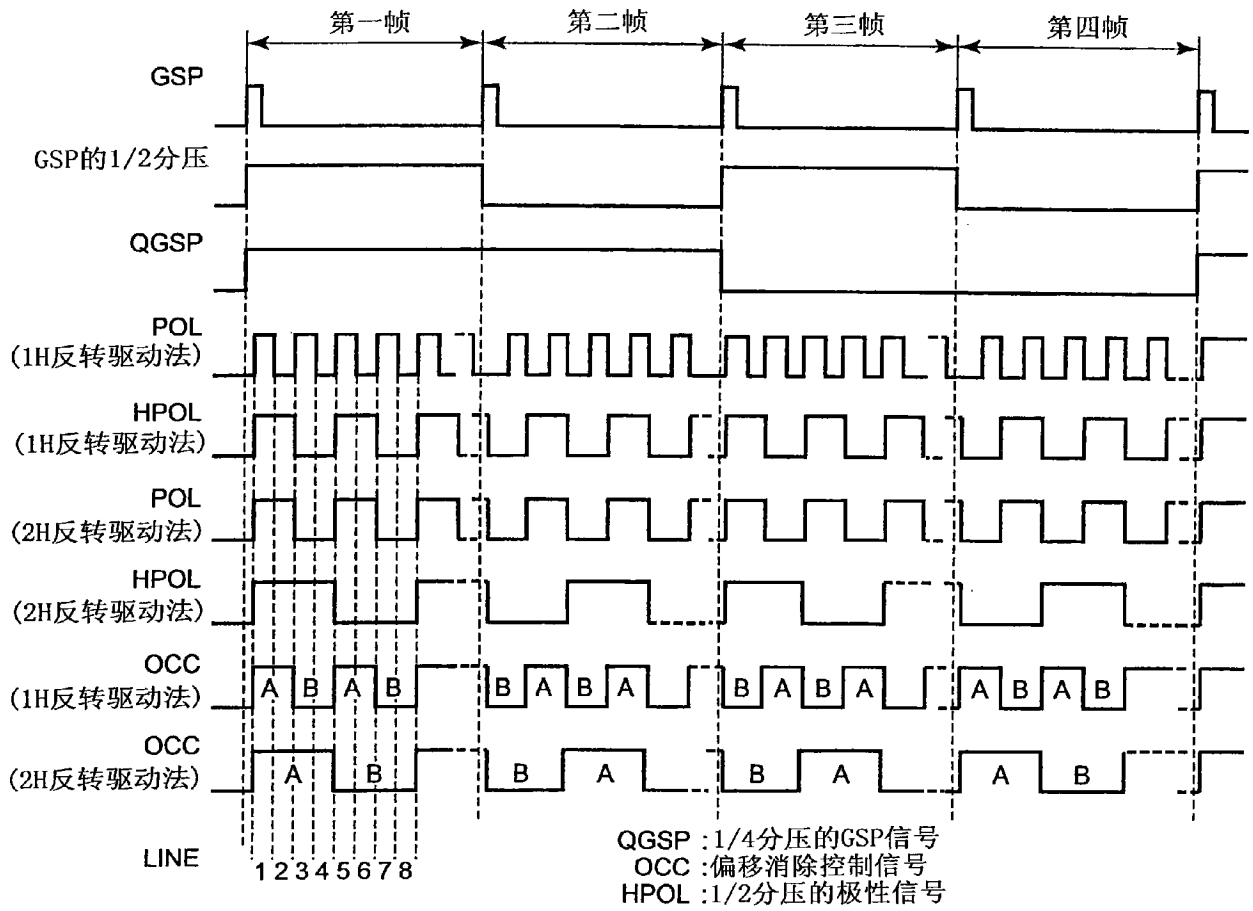 第一帧 第二帧 第三帧 第四帧
GSP
GSP的1/2分压
QGSP
POL
(1H反转驱动法)
HPOL
(1H反转驱动法)
POL
(2H反转驱动法)
HPOL
(2H反转驱动法)
OCC
(1H反转驱动法)
A B A B B A B A B A B A A B A B
OCC
(2H反转驱动法)
A B B A B A A B
LINE
1 2 3 4 5 6 7 8
QGSP :1/4分压的GSP信号
OCC :偏移消除控制信号
HPOL :1/2分压的极性信号